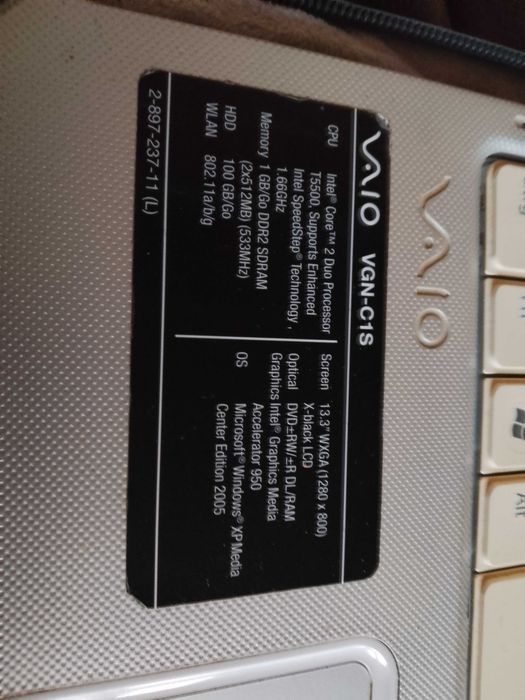 VAIO VGN-C1S
CPU Intel® Core™ 2 Duo Processor
T5500, Supports Enhanced
Intel SpeedStep® Technology ,
1.66GHz
Memory 1 GB/Go DDR2 SDRAM
(2x512MB) (533MHz)
HDD 100 GB/Go
WLAN 802.11a/b/g
Screen 13.3" WXGA (1280 x 800)
X-black LCD
Optical DVD±RW/±R DL/RAM
Graphics Intel® Graphics Media
Accelerator 950
OS Microsoft® Windows® XP Media
Center Edition 2005
2-897-237-11 (L)
VAIO
Alt